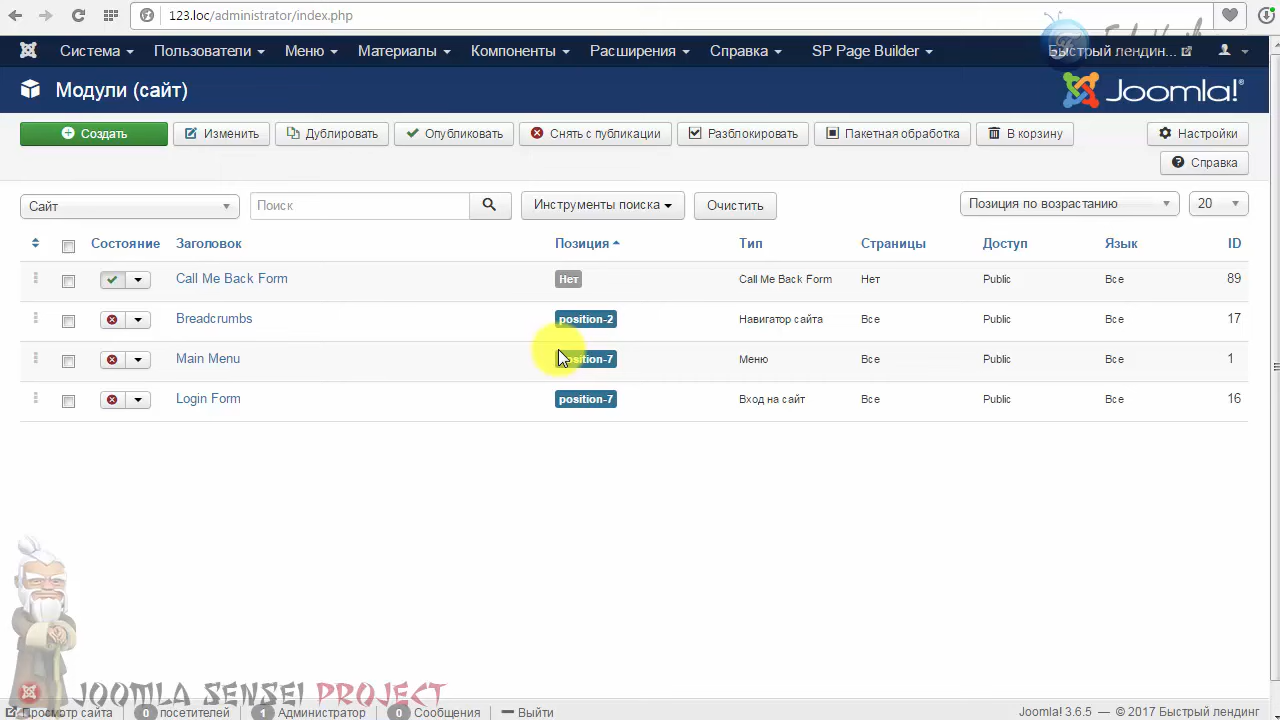 123.loc/administrator/index.php
Система Пользователи Меню Материалы Компоненты Расширения Справка SP Page Builder Быстрый лендин...
Модули (сайт)
Joomla!®
Создать Изменить Дублировать Опубликовать Снять с публикации Разблокировать Пакетная обработка В корзину Настройки
Справка
Сайт Поиск Инструменты поиска Очистить Позиция по возрастанию 20
Состояние Заголовок Позиция Тип Страницы Доступ Язык ID
Call Me Back Form Нет Call Me Back Form Нет Public Все 89
Breadcrumbs position-2 Навигатор сайта Все Public Все 17
Main Menu position-7 Меню Все Public Все 1
Login Form position-7 Вход на сайт Все Public Все 16
JOOMLA SENSEI PROJECT
Просмотр сайта 0 посетителей 1 Администратор 0 Сообщения Выйти Joomla! 3.6.5 — © 2017 Быстрый лендинг